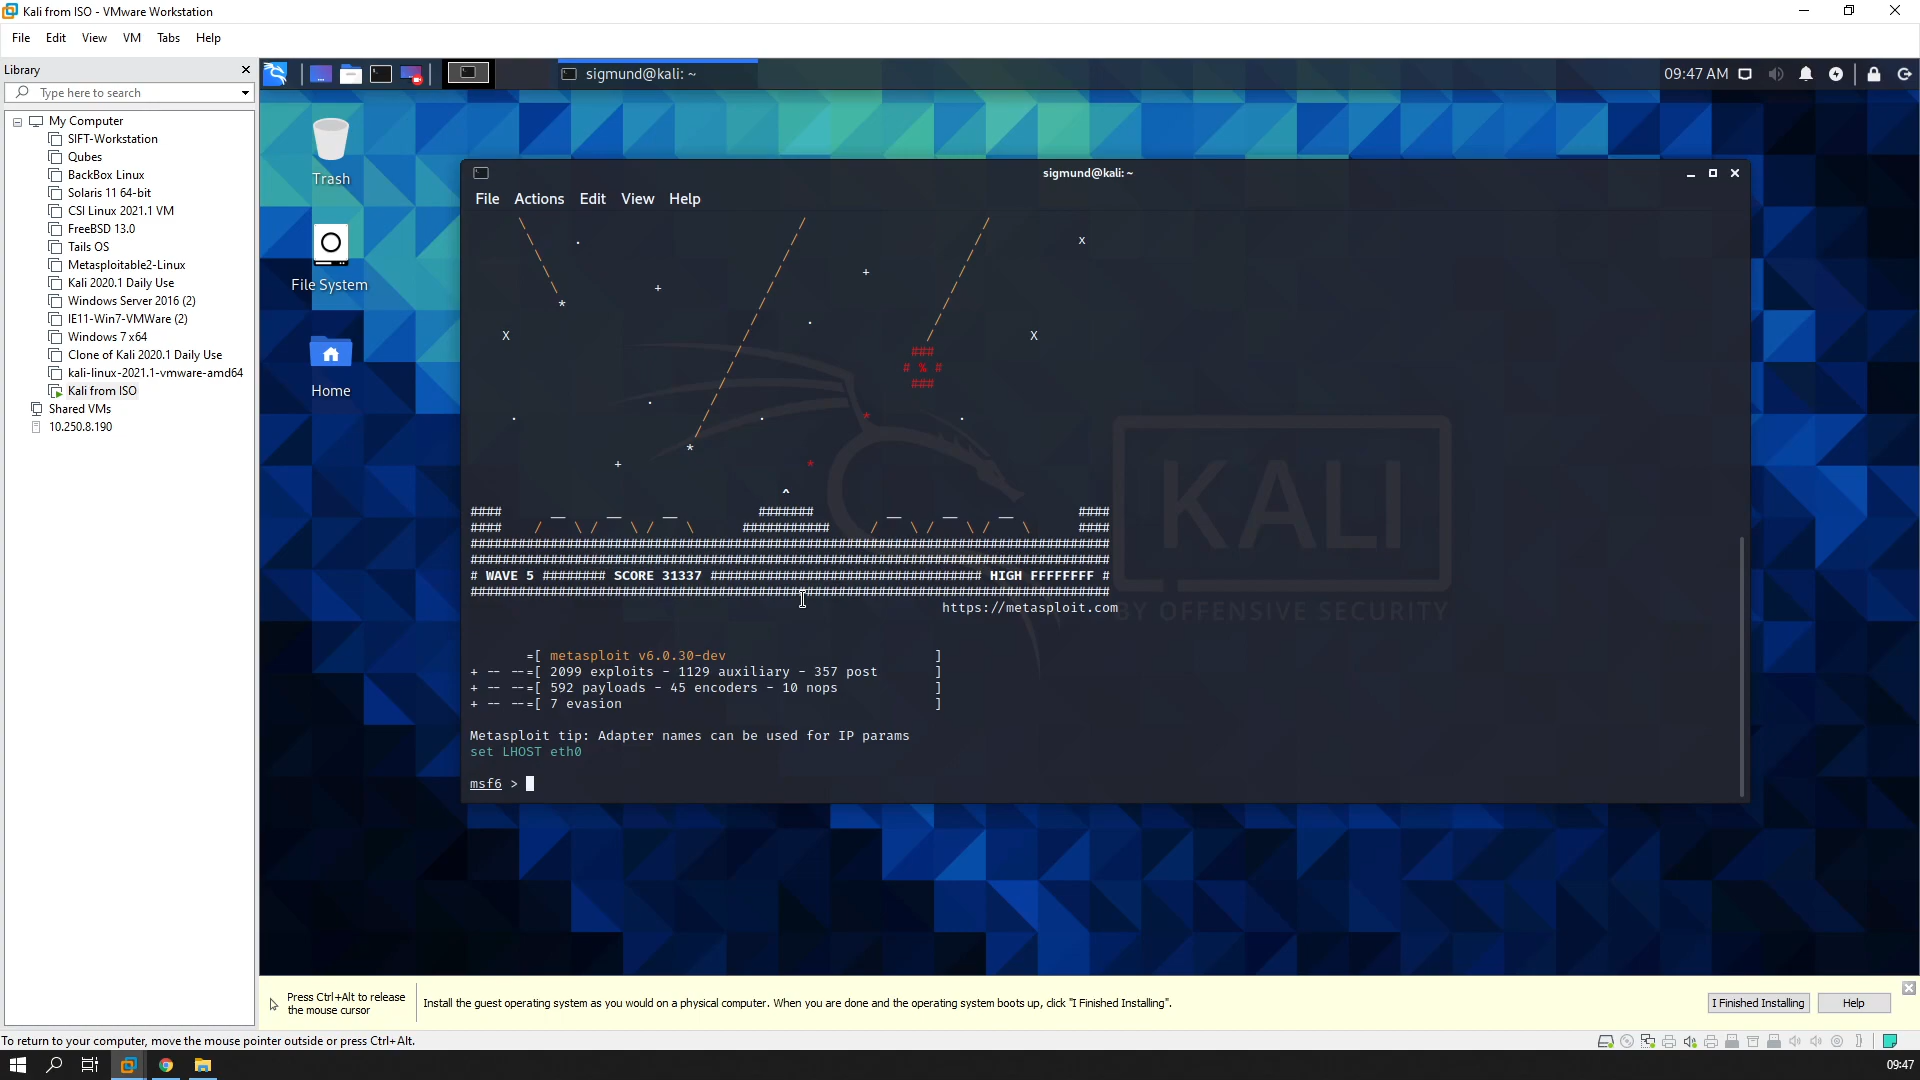 Kali from ISO - VMware Workstation
File Edit View VM Tabs Help
Library
Type here to search
My Computer
SIFT-Workstation
Qubes
BackBox Linux
Solaris 11 64-bit
CSI Linux 2021.1 VM
FreeBSD 13.0
Tails OS
Metasploitable2-Linux
Kali 2020.1 Daily Use
Windows Server 2016 (2)
IE11-Win7-VMWare (2)
Windows 7 x64
Clone of Kali 2020.1 Daily Use
kali-linux-2021.1-vmware-amd64
Kali from ISO
Shared VMs
10.250.8.190
sigmund@kali: ~
09:47 AM
Trash
File System
Home
sigmund@kali: ~
File Actions Edit View Help
# WAVE 5 ######## SCORE 31337 ################################## HIGH FFFFFFFF #
https://metasploit.com
KALI
BY OFFENSIVE SECURITY
=[ metasploit v6.0.30-dev ]
+ -- --=[ 2099 exploits - 1129 auxiliary - 357 post ]
+ -- --=[ 592 payloads - 45 encoders - 10 nops ]
+ -- --=[ 7 evasion ]
Metasploit tip: Adapter names can be used for IP params
set LHOST eth0
msf6 >
Press Ctrl+Alt to release
the mouse cursor
Install the guest operating system as you would on a physical computer. When you are done and the operating system boots up, click "I Finished Installing".
I Finished Installing
Help
To return to your computer, move the mouse pointer outside or press Ctrl+Alt.
09:47